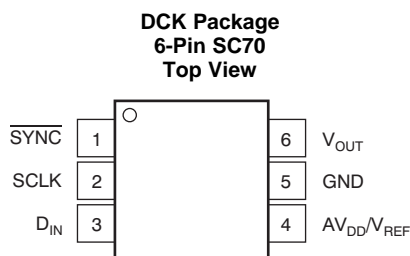 DCK Package
6-Pin SC70
Top View
SYNC 1 6 VOUT
SCLK 2 5 GND
DIN 3 4 AVDD/VREF